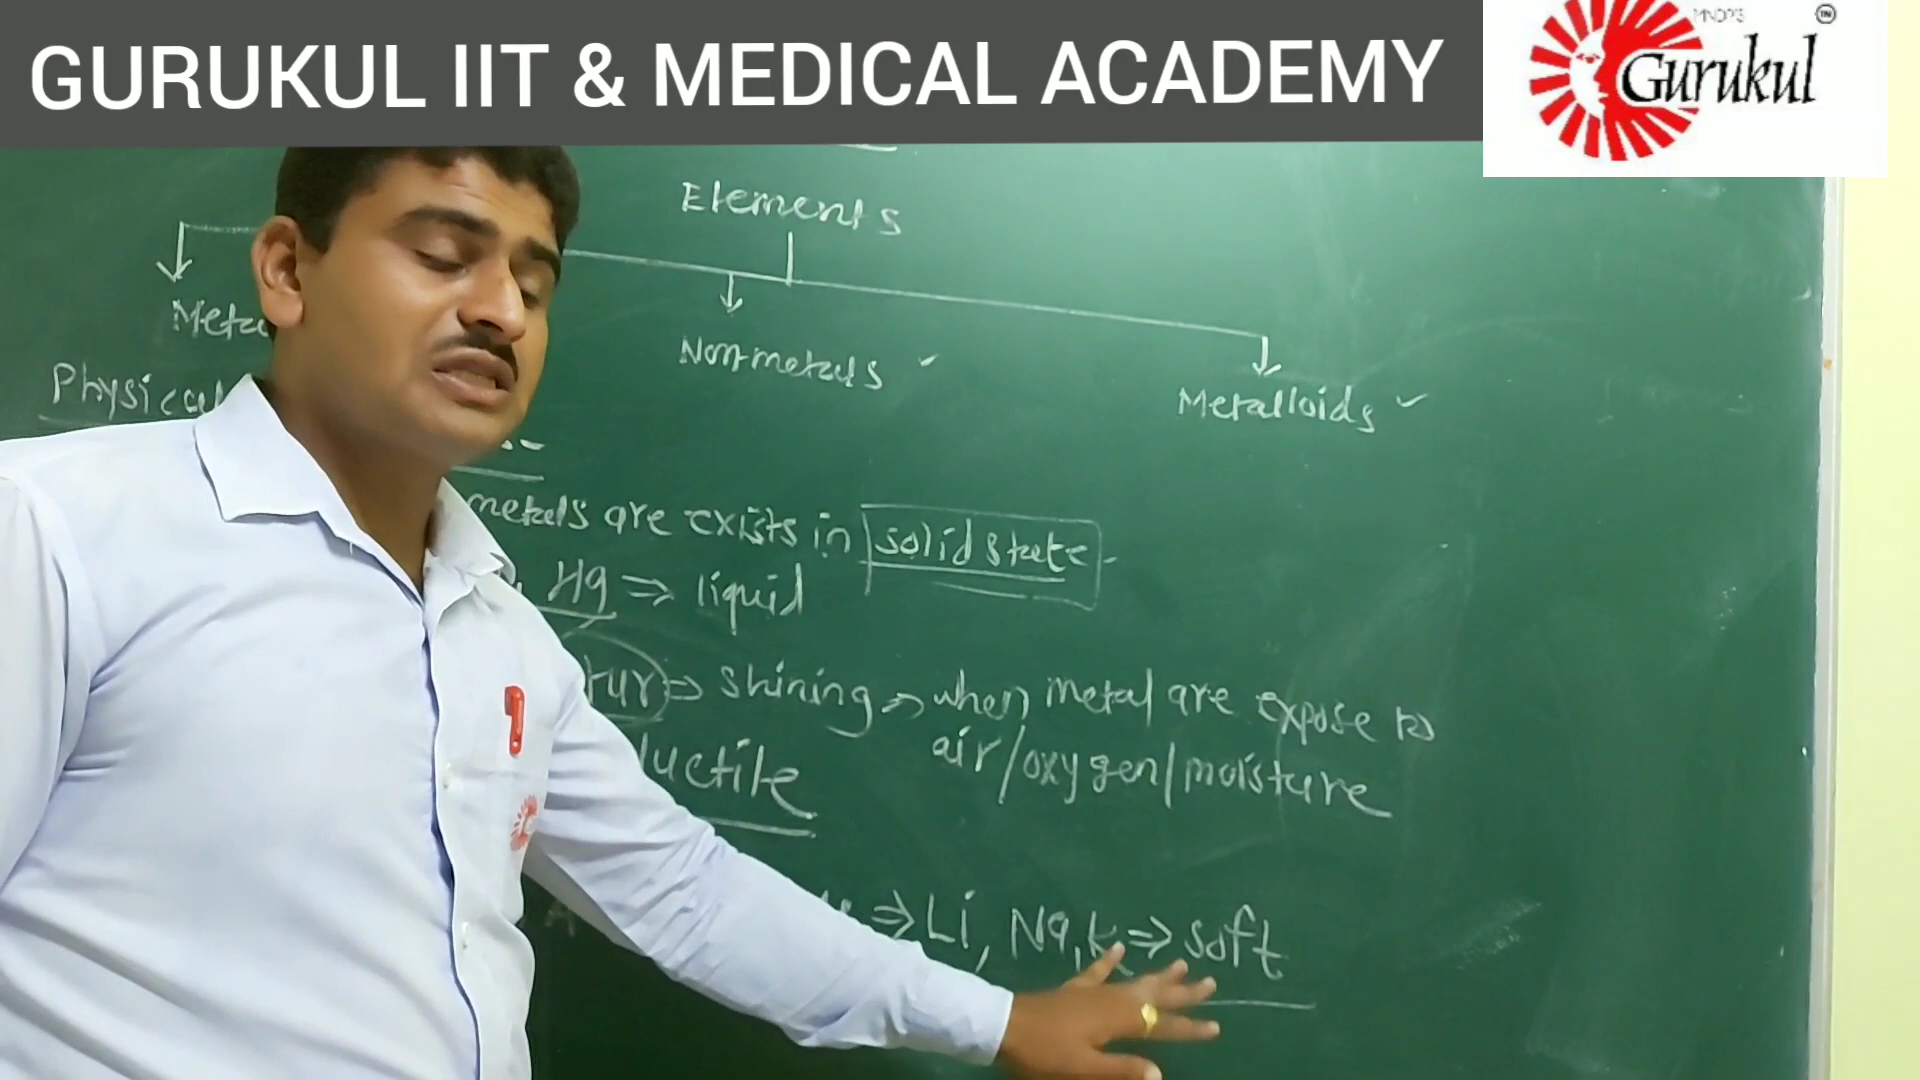 GURUKUL IIT & MEDICAL ACADEMY
Gurukul
Elements
Non-metals
Metalloids
Physical
metals are exists in solid state
Hg ⇒ liquid
⇒ shining when metal are expose to
air/oxygen/moisture
⇒ Li, Na, K ⇒ soft